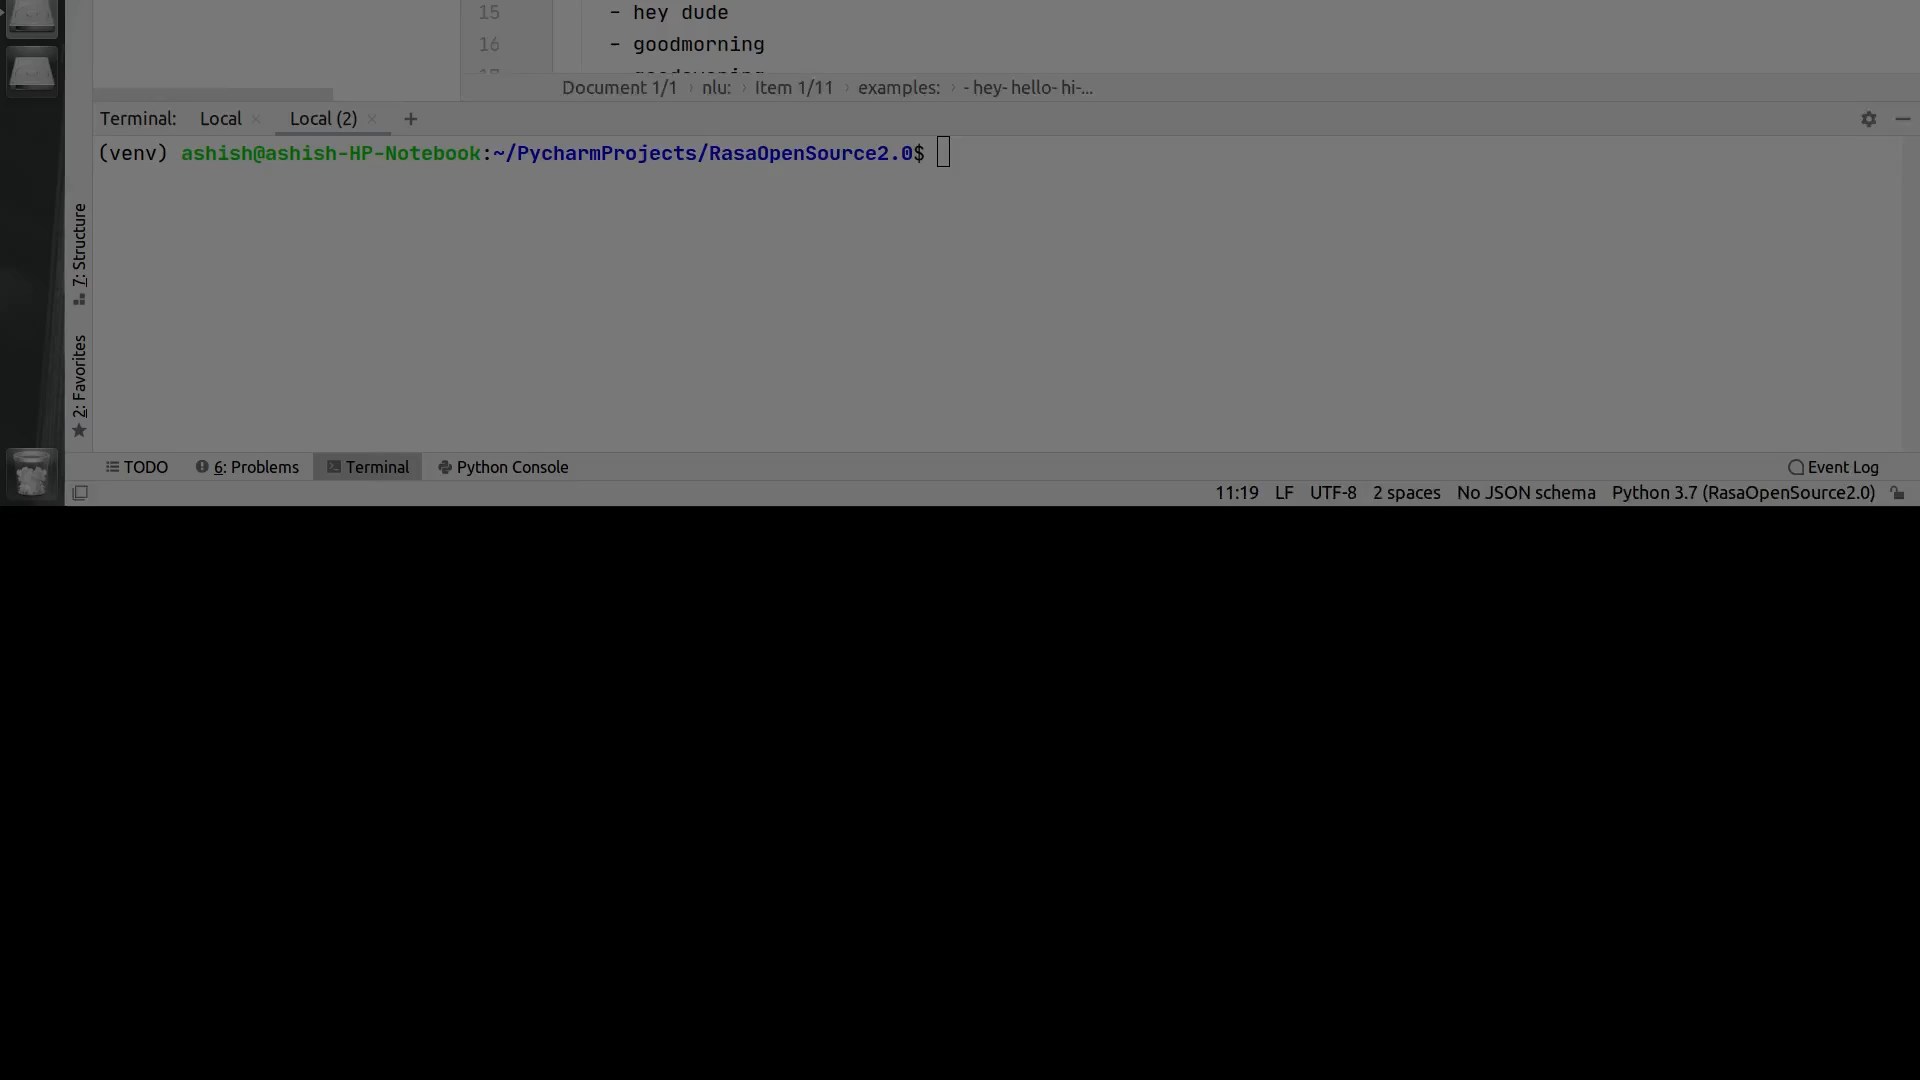 15 - hey dude
16 - goodmorning
Document 1/1 › nlu: › Item 1/11 › examples: › - hey- hello- hi-...
Terminal: Local × Local (2) × +
(venv) ashish@ashish-HP-Notebook:~/PycharmProjects/RasaOpenSource2.0$
7: Structure
2: Favorites
TODO 6: Problems Terminal Python Console Event Log
11:19 LF UTF-8 2 spaces No JSON schema Python 3.7 (RasaOpenSource2.0)